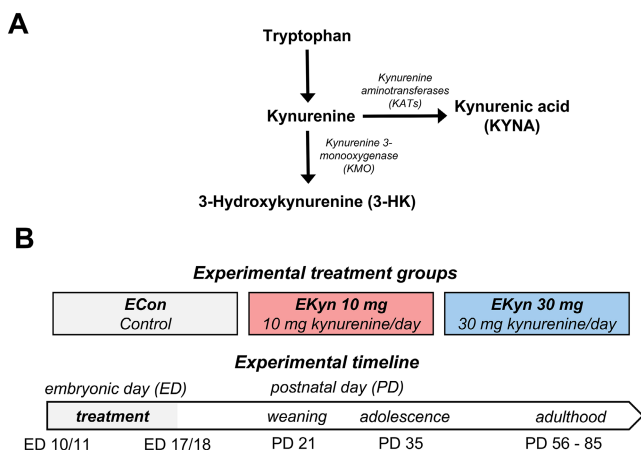 A
Tryptophan
Kynurenine
aminotransferases
(KATs)
Kynurenine
Kynurenic acid
(KYNA)
Kynurenine 3-
monooxygenase
(KMO)
3-Hydroxykynurenine (3-HK)
B
Experimental treatment groups
ECon
Control
EKyn 10 mg
10 mg kynurenine/day
EKyn 30 mg
30 mg kynurenine/day
Experimental timeline
embryonic day (ED)
postnatal day (PD)
treatment
weaning
adolescence
adulthood
ED 10/11
ED 17/18
PD 21
PD 35
PD 56 - 85